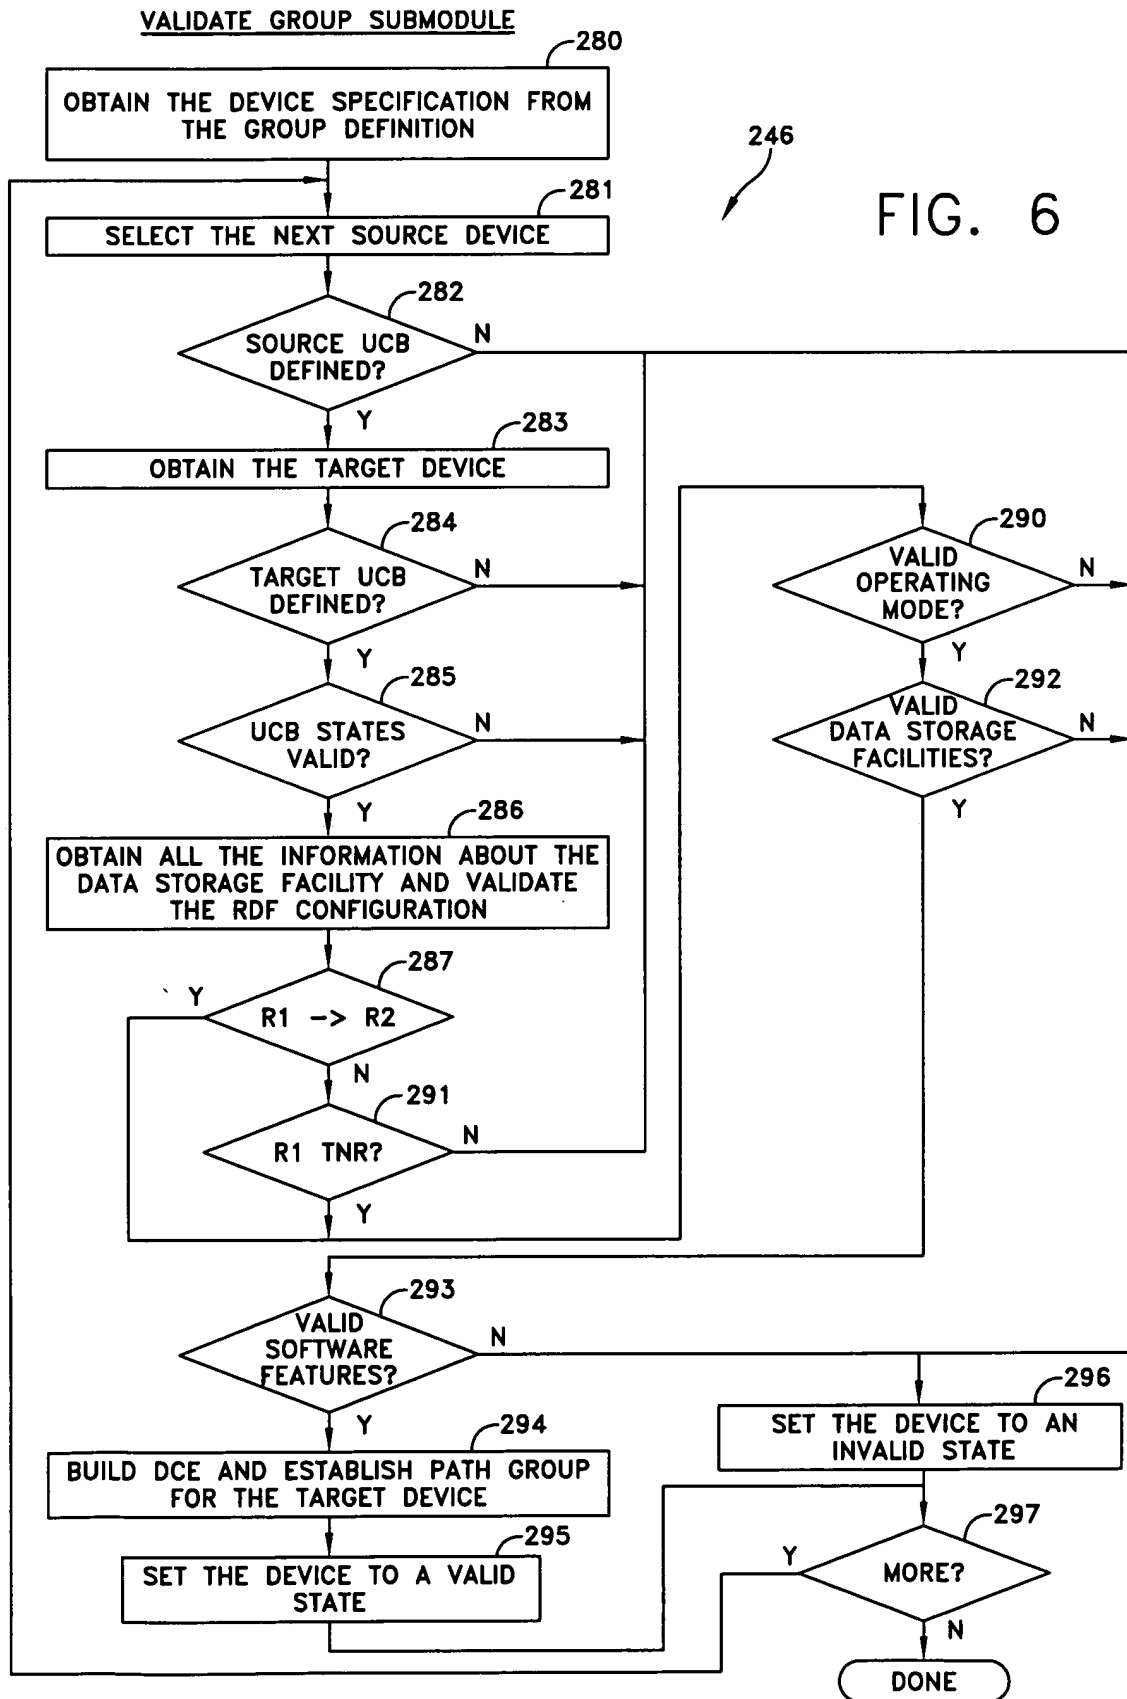 VALIDATE GROUP SUBMODULE
280
OBTAIN THE DEVICE SPECIFICATION FROM
THE GROUP DEFINITION
246
FIG. 6
281
SELECT THE NEXT SOURCE DEVICE
282
SOURCE UCB
DEFINED?
N
Y
283
OBTAIN THE TARGET DEVICE
284
TARGET UCB
DEFINED?
N
Y
285
UCB STATES
VALID?
N
Y
286
OBTAIN ALL THE INFORMATION ABOUT THE
DATA STORAGE FACILITY AND VALIDATE
THE RDF CONFIGURATION
287
Y
R1 -> R2
N
291
R1 TNR?
N
Y
290
VALID
OPERATING
MODE?
N
Y
292
VALID
DATA STORAGE
FACILITIES?
N
Y
293
VALID
SOFTWARE
FEATURES?
N
Y
294
BUILD DCE AND ESTABLISH PATH GROUP
FOR THE TARGET DEVICE
295
SET THE DEVICE TO A VALID
STATE
296
SET THE DEVICE TO AN
INVALID STATE
297
Y
MORE?
N
DONE